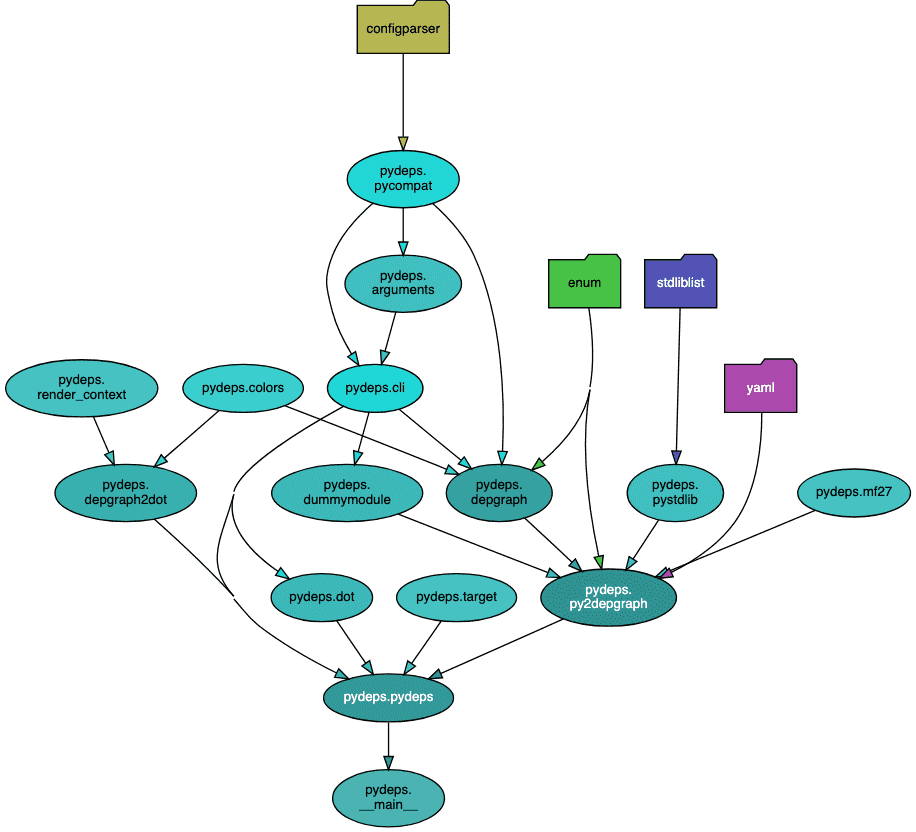 configparser
pydeps.
pycompat
pydeps.
arguments
enum
stdliblist
pydeps.
render_context
pydeps.colors
pydeps.cli
yaml
pydeps.
depgraph2dot
pydeps.
dummymodule
pydeps.
depgraph
pydeps.
pystdlib
pydeps.mf27
pydeps.dot
pydeps.target
pydeps.
py2depgraph
pydeps.pydeps
pydeps.
__main__